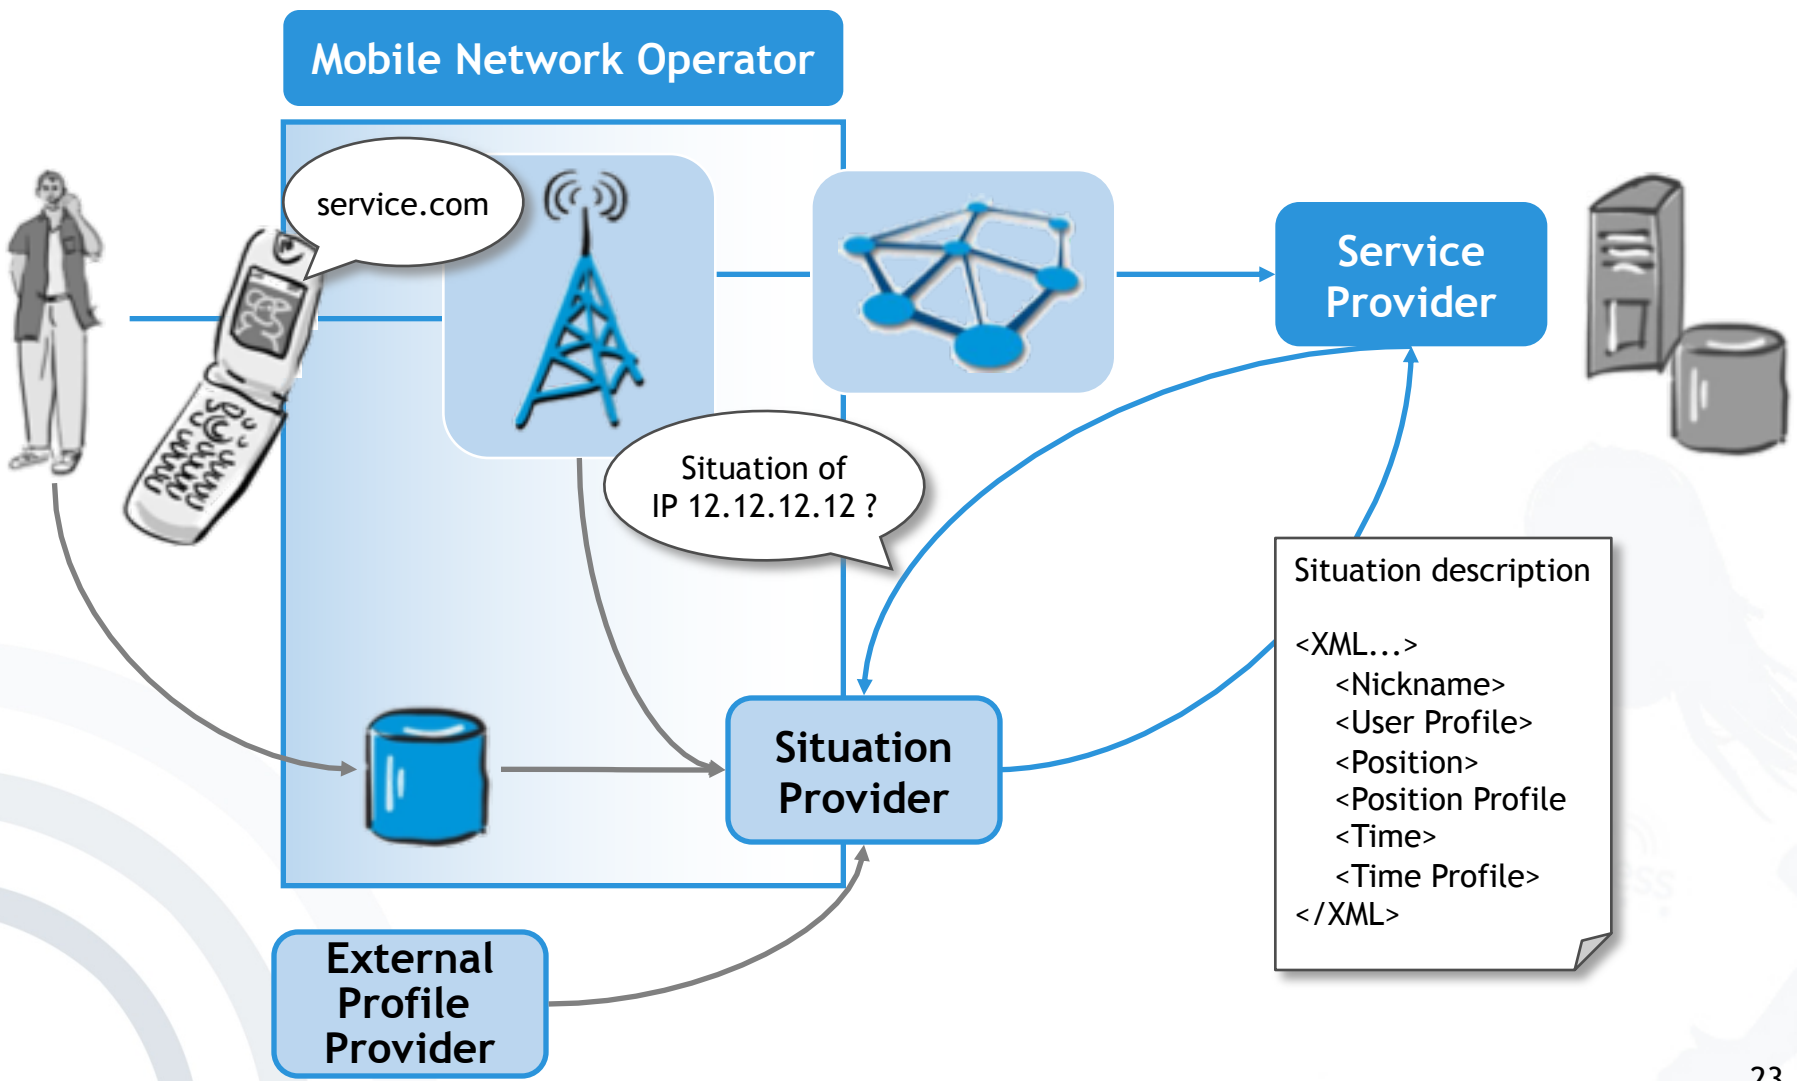 Mobile Network Operator
service.com
Service
Provider
Situation of
IP 12.12.12.12 ?
Situation description
<XML...>
<Nickname>
<User Profile>
<Position>
<Position Profile
<Time>
<Time Profile>
</XML>
Situation
Provider
External
Profile
Provider
23